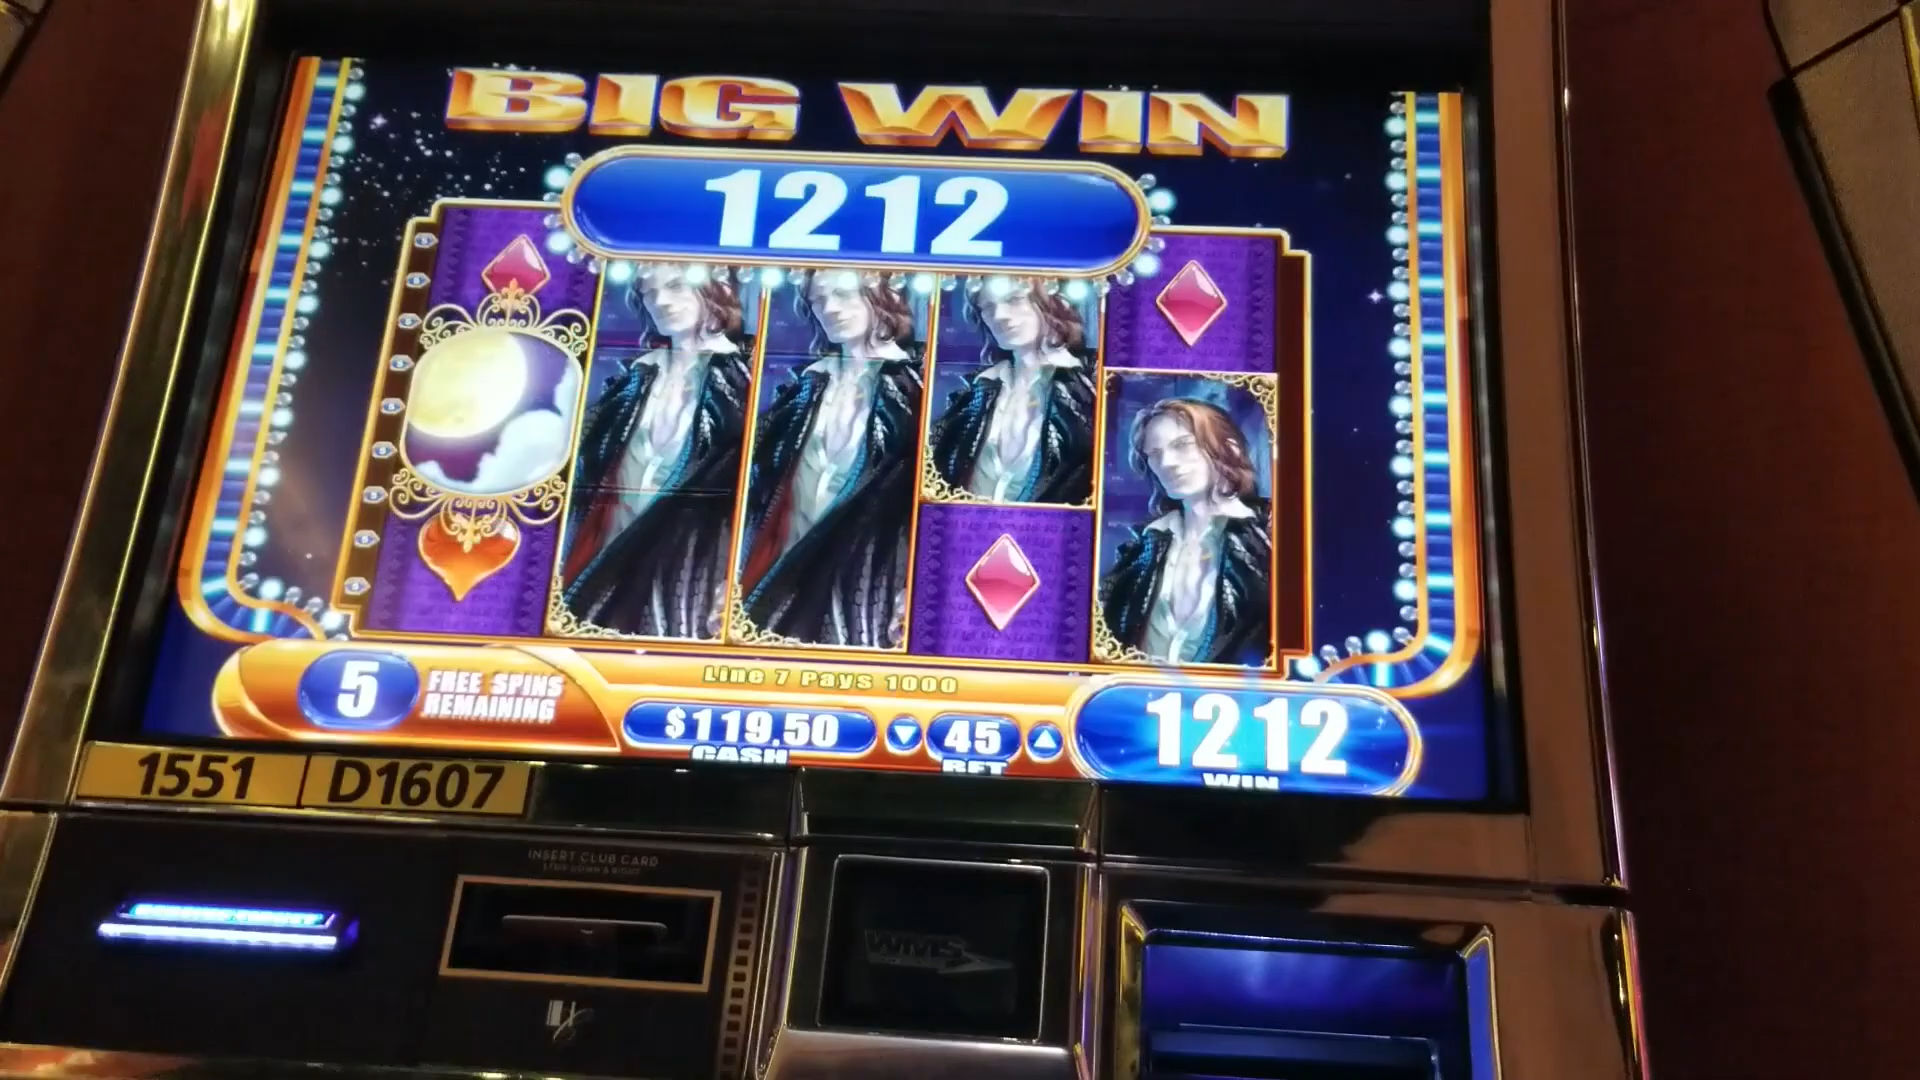 BIG WIN
1212
5
FREE SPINS
REMAINING
Line 7 Pays 1000
$119.50
CASH
45
BET
1212
WIN
1551
D1607
INSERT CLUB CARD
WMS